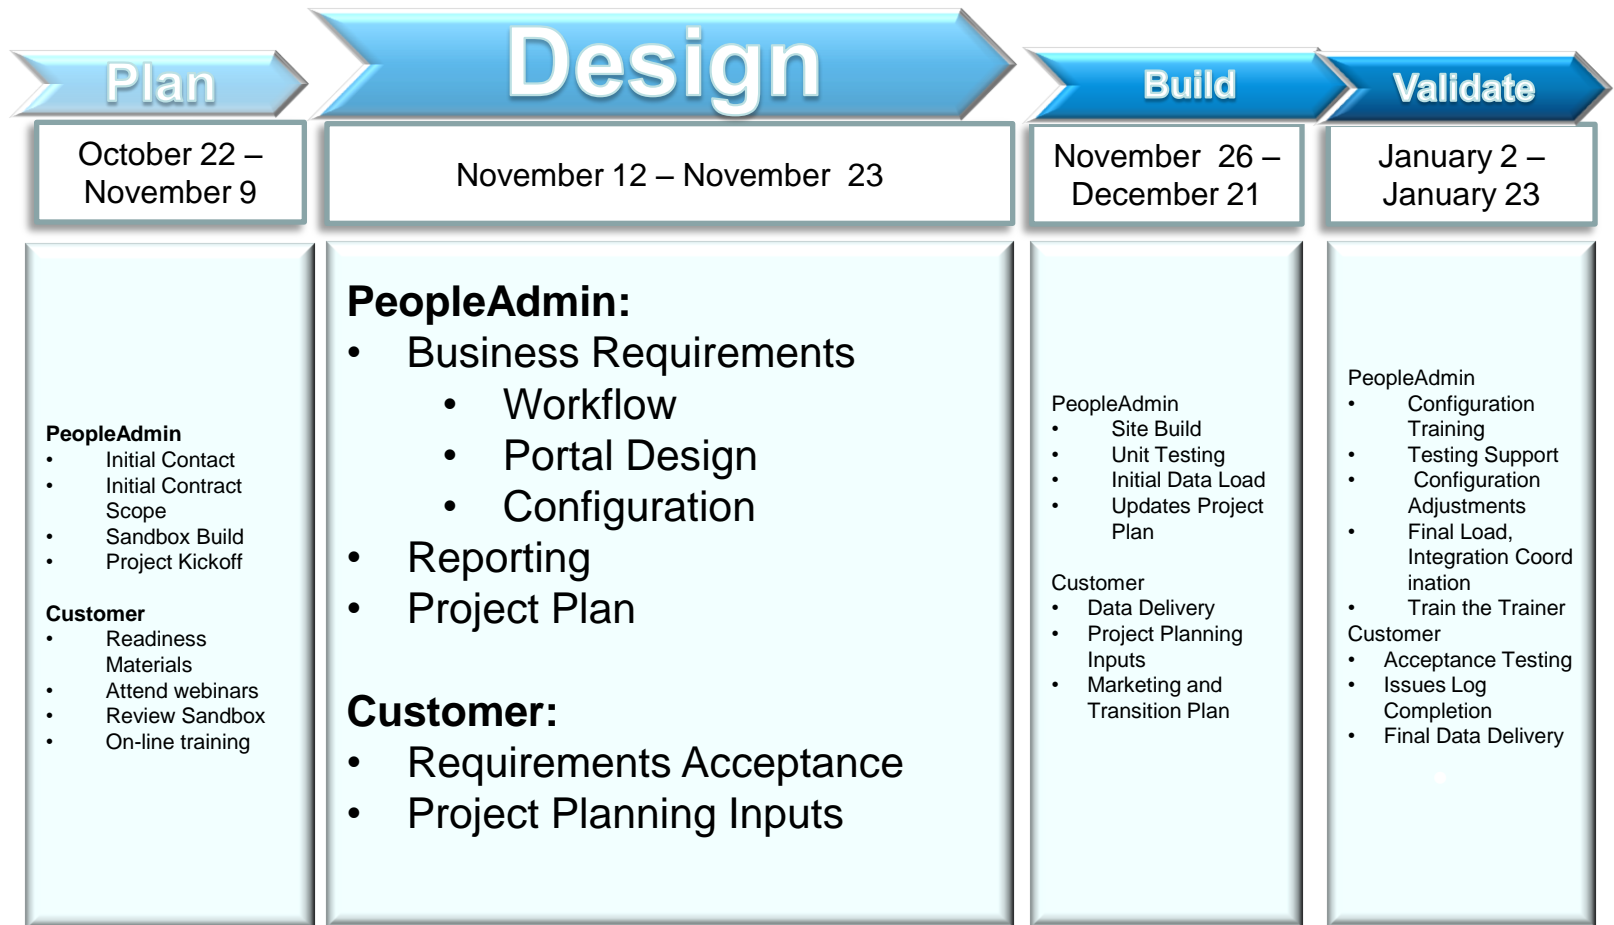 Plan
Design
Build
Validate
October 22 –
November 9
November 12 – November 23
November 26 –
December 21
January 2 –
January 23
PeopleAdmin
• Initial Contact
• Initial Contract
Scope
• Sandbox Build
• Project Kickoff
Customer
• Readiness
Materials
• Attend webinars
• Review Sandbox
• On-line training
PeopleAdmin:
• Business Requirements
• Workflow
• Portal Design
• Configuration
• Reporting
• Project Plan
Customer:
• Requirements Acceptance
• Project Planning Inputs
PeopleAdmin
• Site Build
• Unit Testing
• Initial Data Load
• Updates Project
Plan
Customer
• Data Delivery
• Project Planning
Inputs
• Marketing and
Transition Plan
PeopleAdmin
• Configuration
Training
• Testing Support
• Configuration
Adjustments
• Final Load,
Integration Coord
ination
• Train the Trainer
Customer
• Acceptance Testing
• Issues Log
Completion
• Final Data Delivery